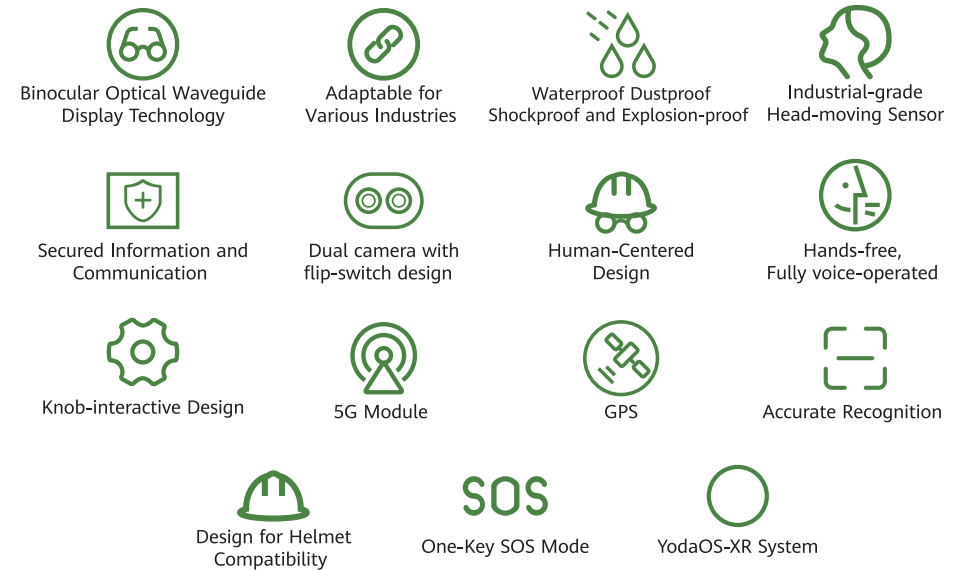 Binocular Optical Waveguide
Display Technology
Adaptable for
Various Industries
Waterproof Dustproof
Shockproof and Explosion-proof
Industrial-grade
Head-moving Sensor
Secured Information and
Communication
Dual camera with
flip-switch design
Human-Centered
Design
Hands-free,
Fully voice-operated
Knob-interactive Design
5G Module
GPS
Accurate Recognition
Design for Helmet
Compatibility
SOS
One-Key SOS Mode
YodaOS-XR System